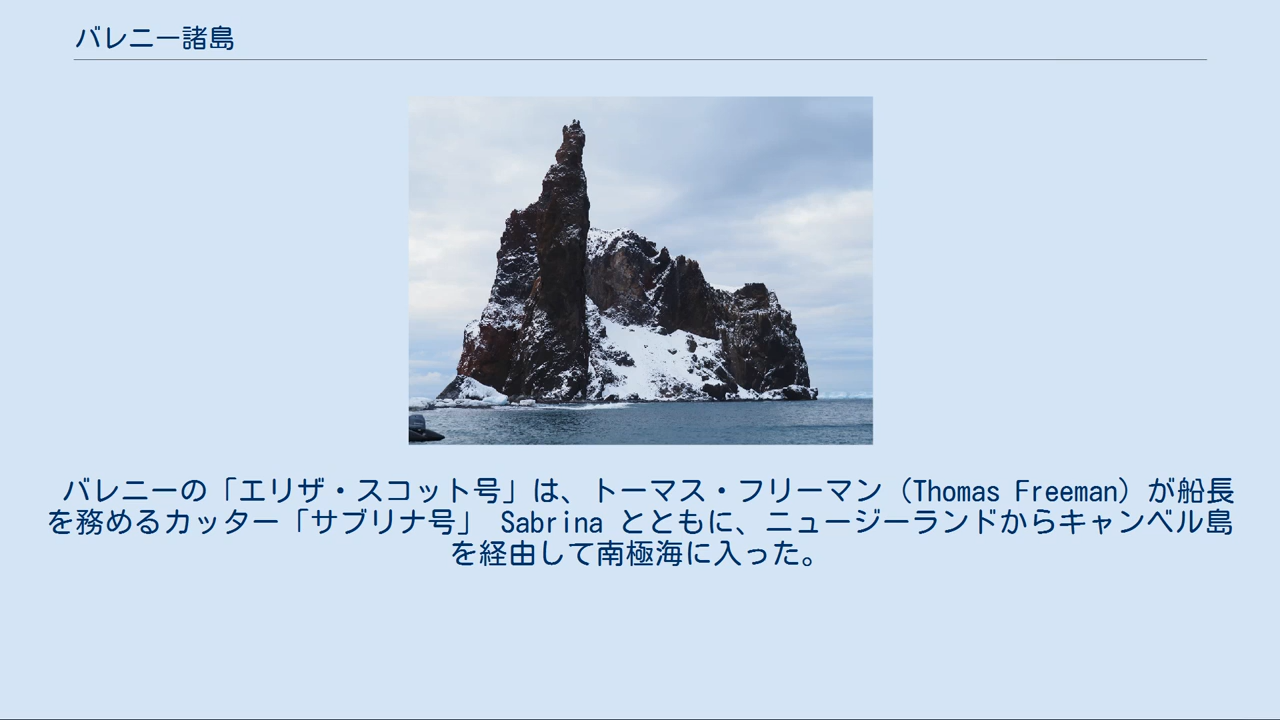 バレニー諸島
バレニーの「エリザ・スコット号」は、トーマス・フリーマン（Thomas Freeman）が船長
を務めるカッター「サブリナ号」 Sabrina とともに、ニュージーランドからキャンベル島
を経由して南極海に入った。